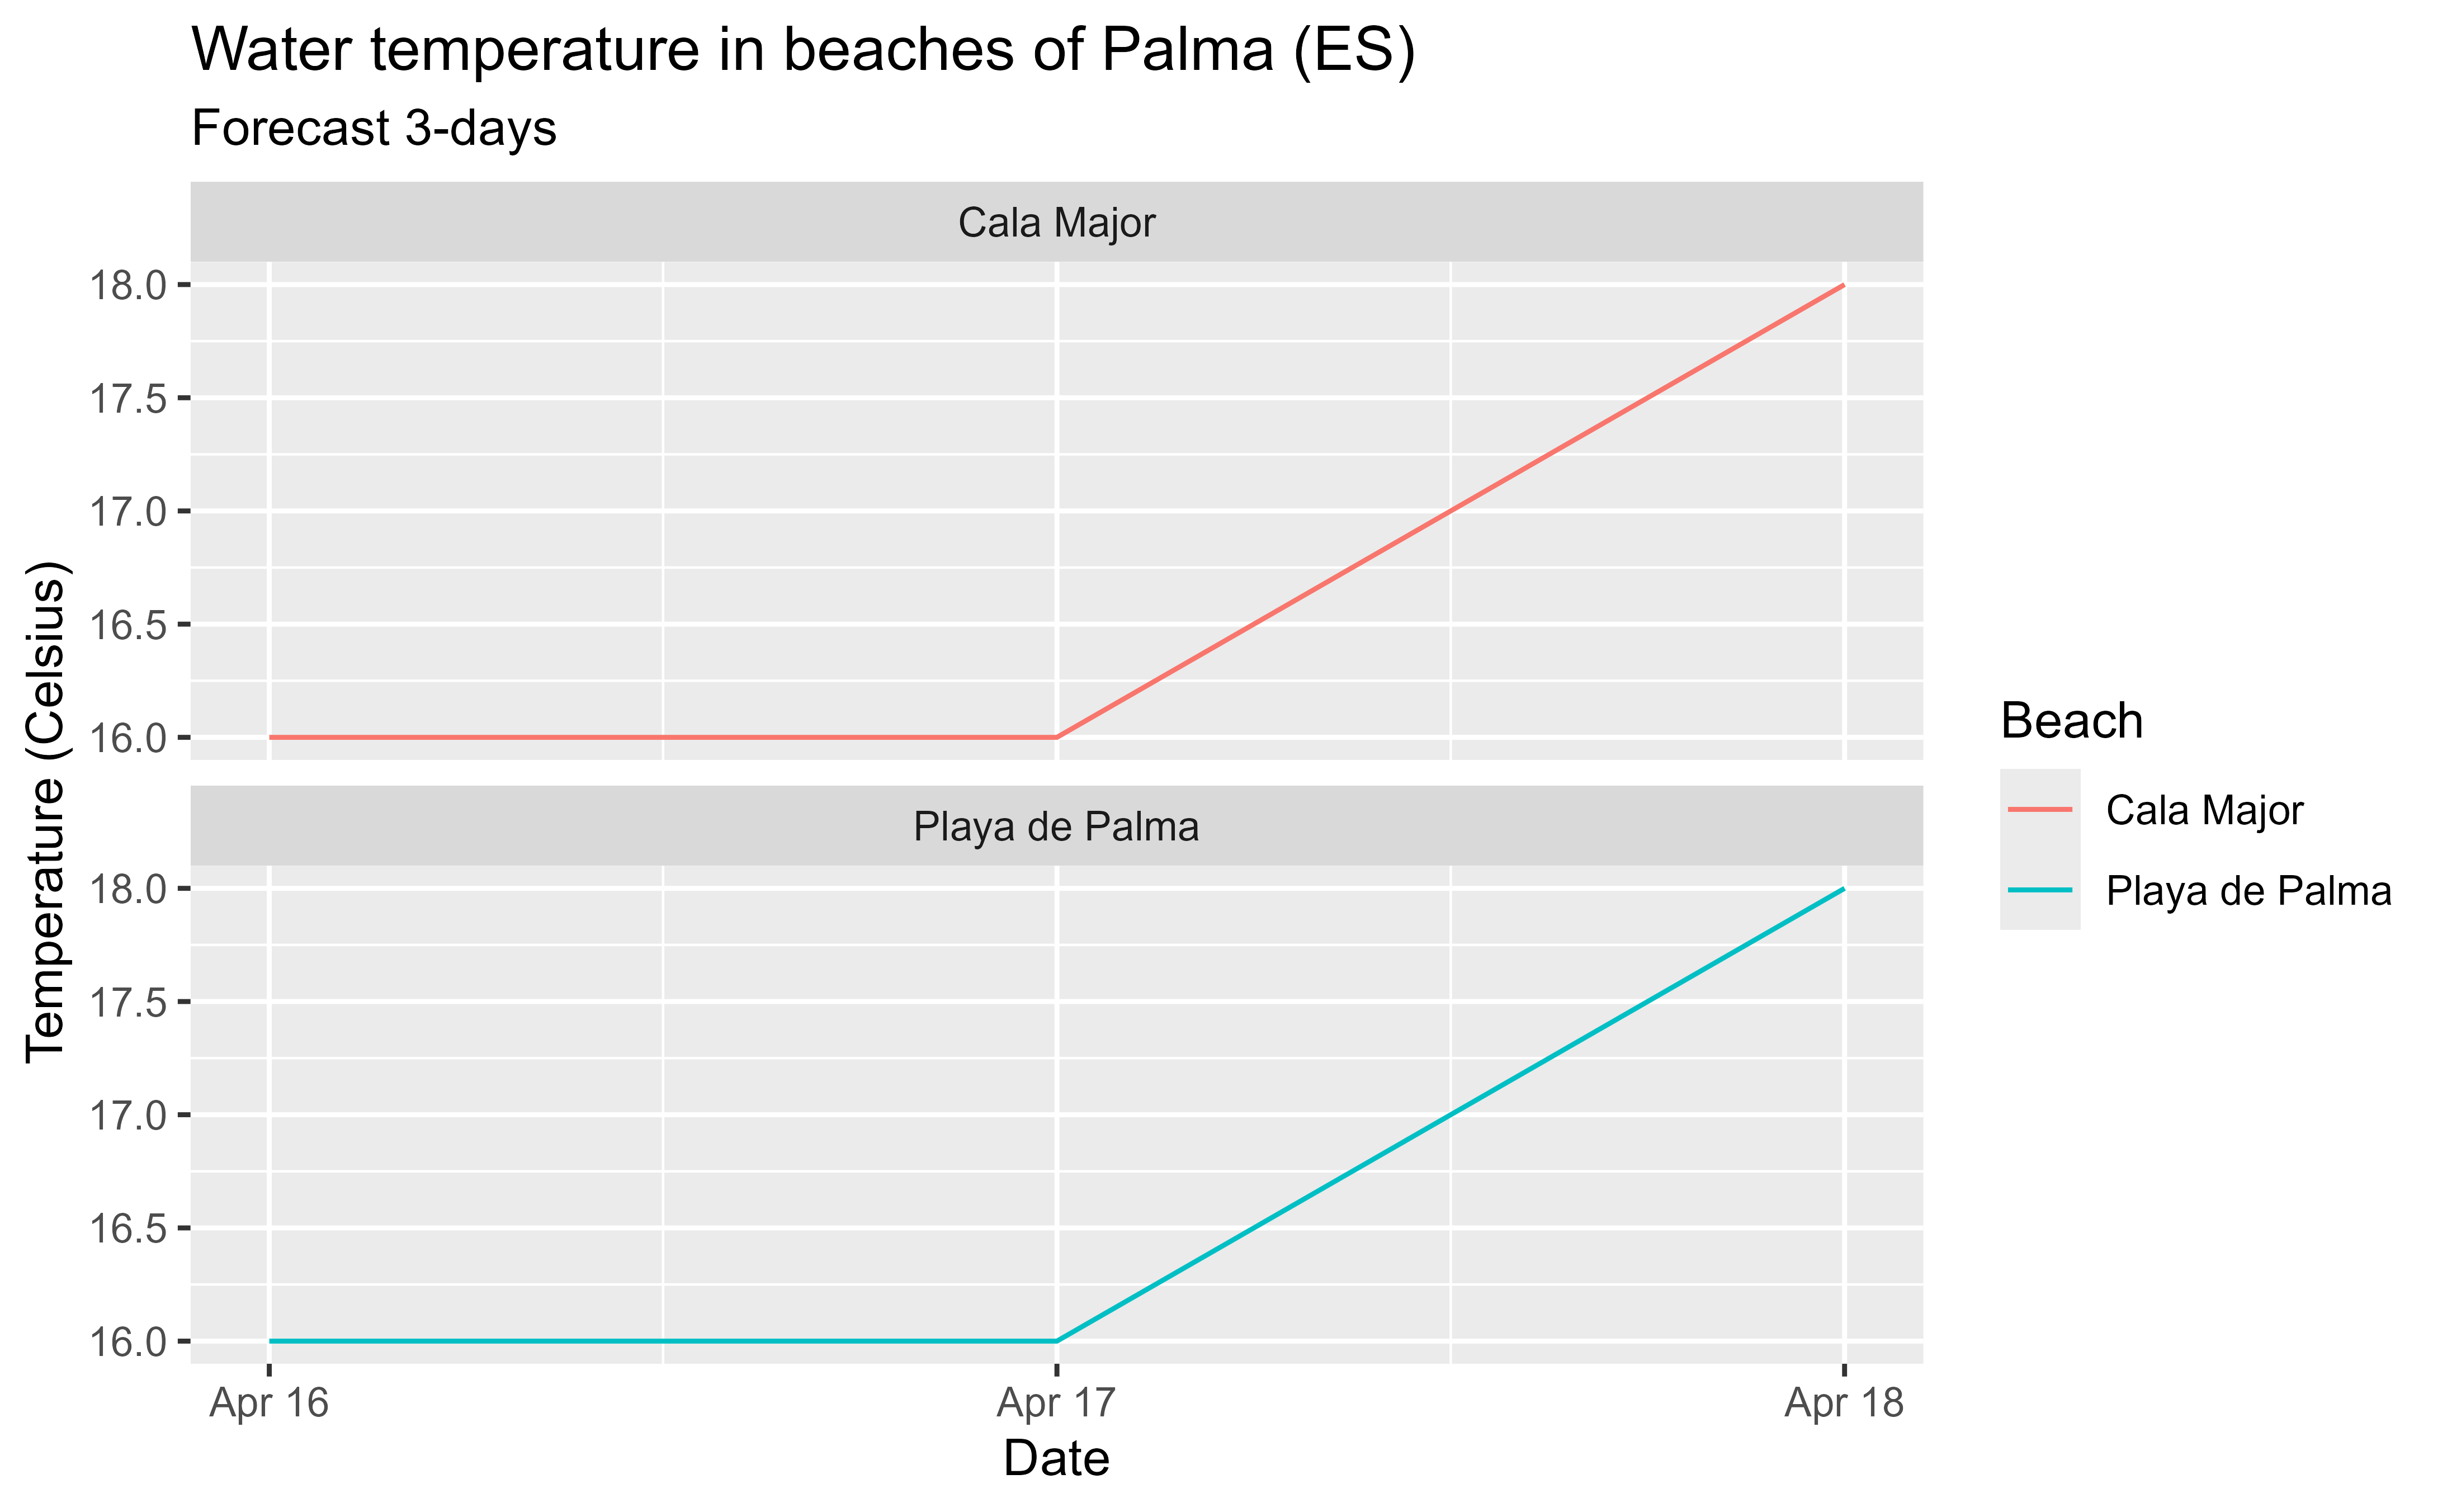 Water temperature in beaches of Palma (ES)
Forecast 3-days
Cala Major
18.0
17.5
17.0
16.5
16.0
Playa de Palma
18.0
17.5
17.0
16.5
16.0
Apr 16
Apr 17
Apr 18
Date
Temperature (Celsius)
Beach
Cala Major
Playa de Palma